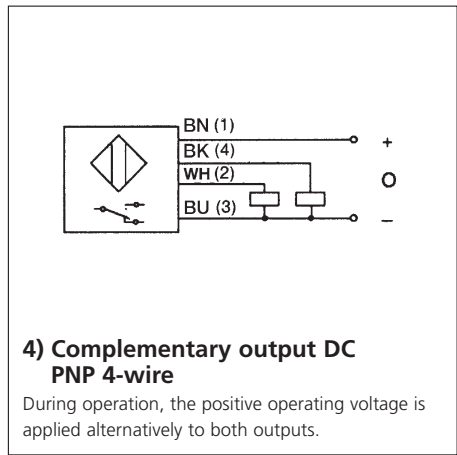 BN (1)
+
BK (4)
WH (2)
O
BU (3)
–
4) Complementary output DC
PNP 4-wire
During operation, the positive operating voltage is
applied alternatively to both outputs.